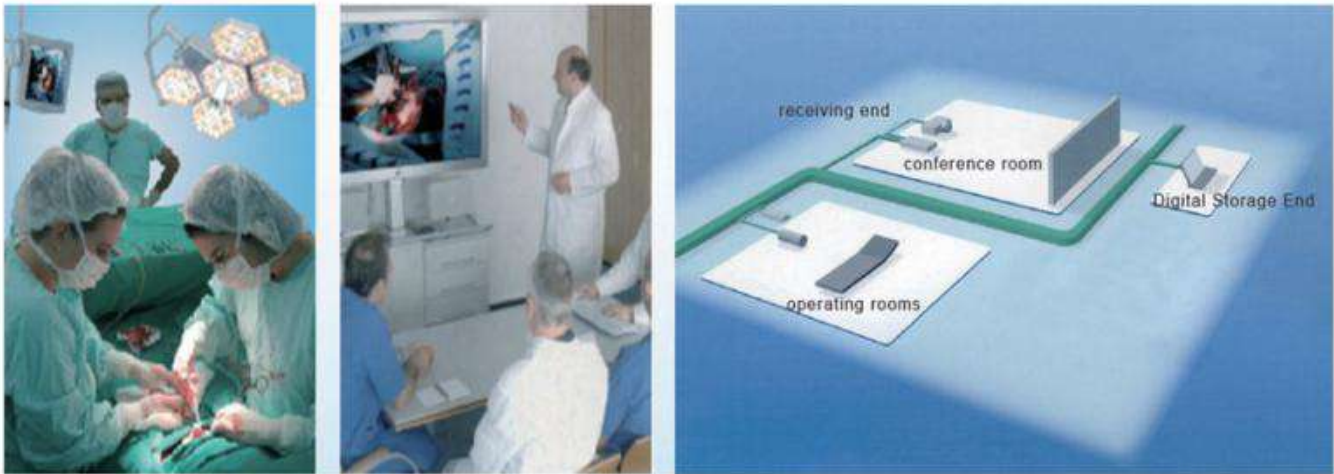 receiving end
conference room
Digital Storage End
operating rooms